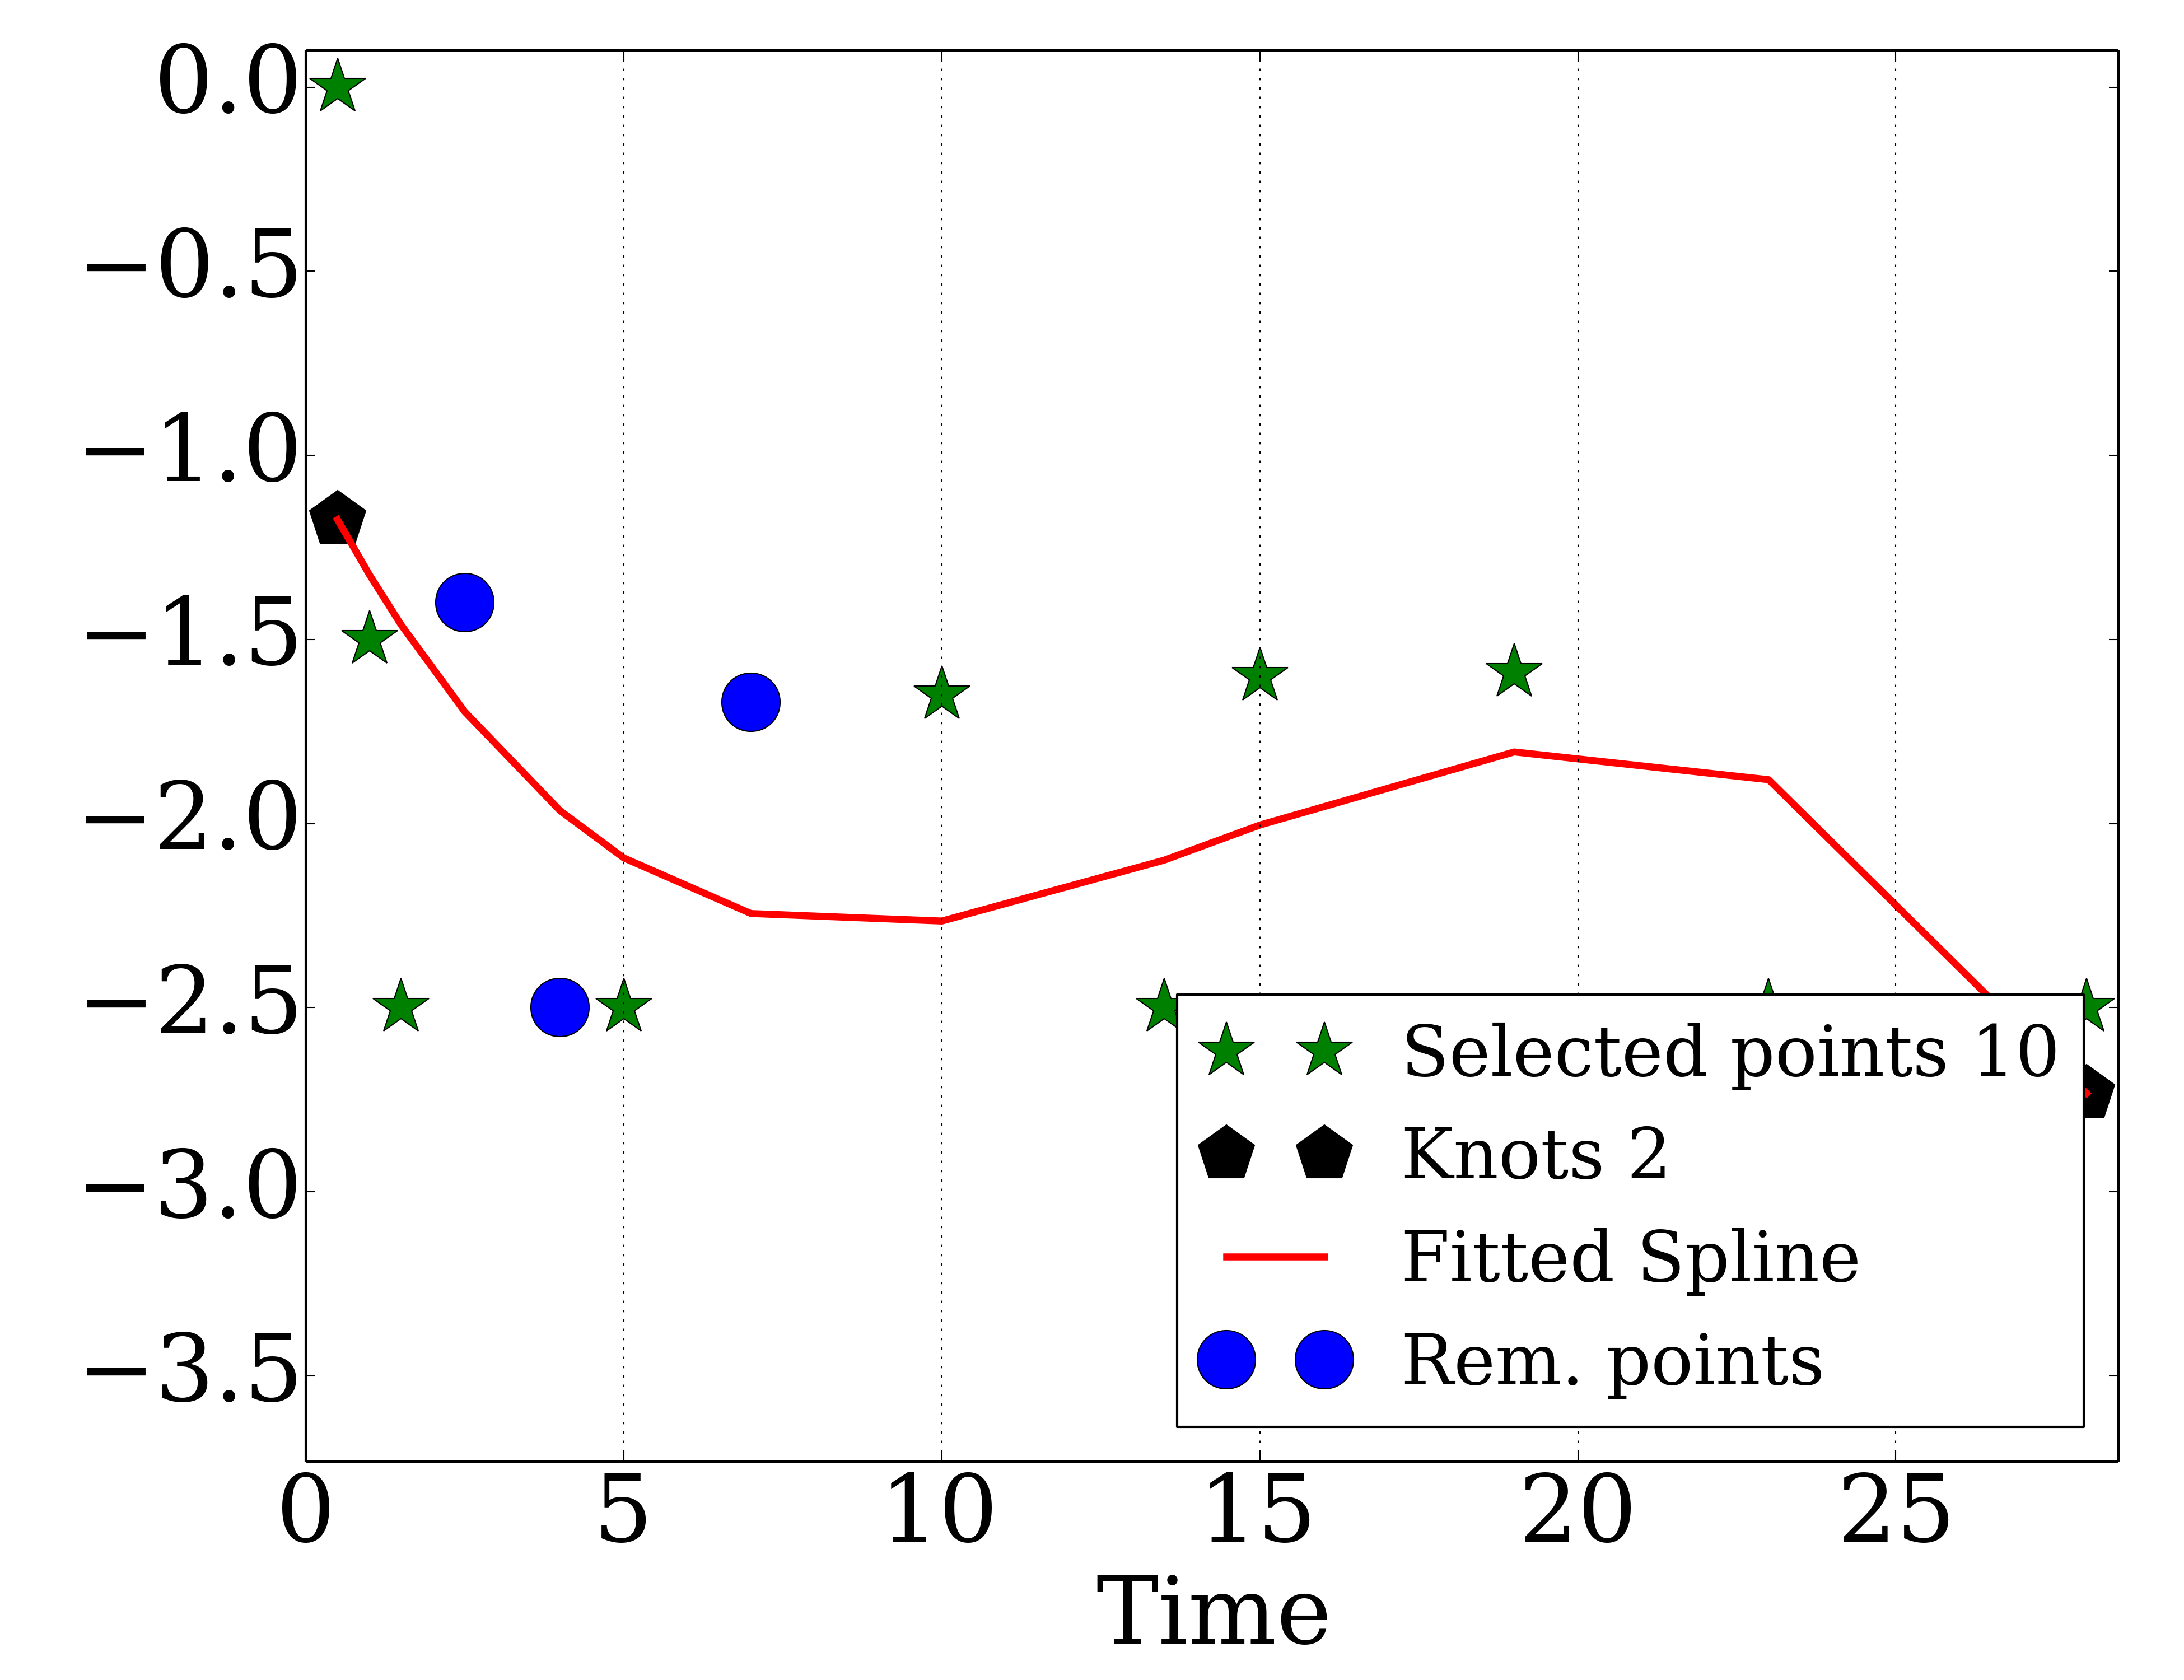 0.0
−0.5
−1.0
−1.5
−2.0
−2.5
−3.0
−3.5
Selected points 10
Knots 2
Fitted Spline
Rem. points
0 5 10 15 20 25
Time